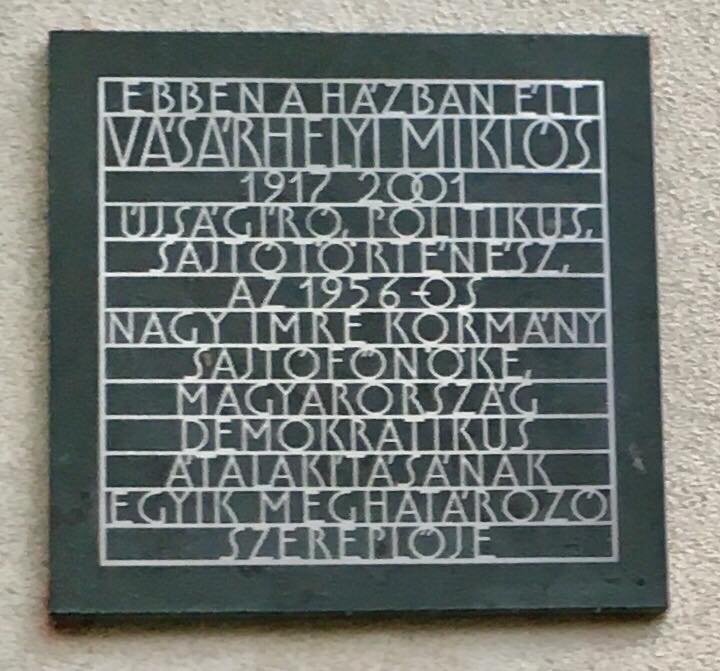 EBBEN A HÁZBAN ÉLT
VÁSÁRHELYI MIKLÓS
1917 2001
ÚJSÁGÍRÓ, POLITIKUS,
SAJTÓTÖRTÉNÉSZ,
AZ 1956-OS
NAGY IMRE KORMÁNY
SAJTÓFŐNÖKE,
MAGYARORSZÁG
DEMOKRATIKUS
ÁTALAKÍTÁSÁNAK
EGYIK MEGHATÁROZÓ
SZEREPLŐJE